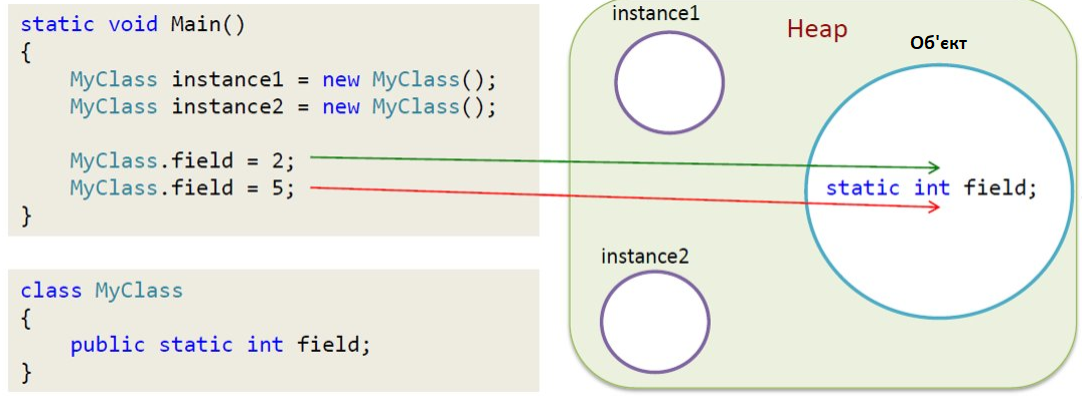 static void Main()
{
    MyClass instance1 = new MyClass();
    MyClass instance2 = new MyClass();

    MyClass.field = 2;
    MyClass.field = 5;
}
class MyClass
{
    public static int field;
}
instance1
Heap
Об'єкт
static int field;
instance2